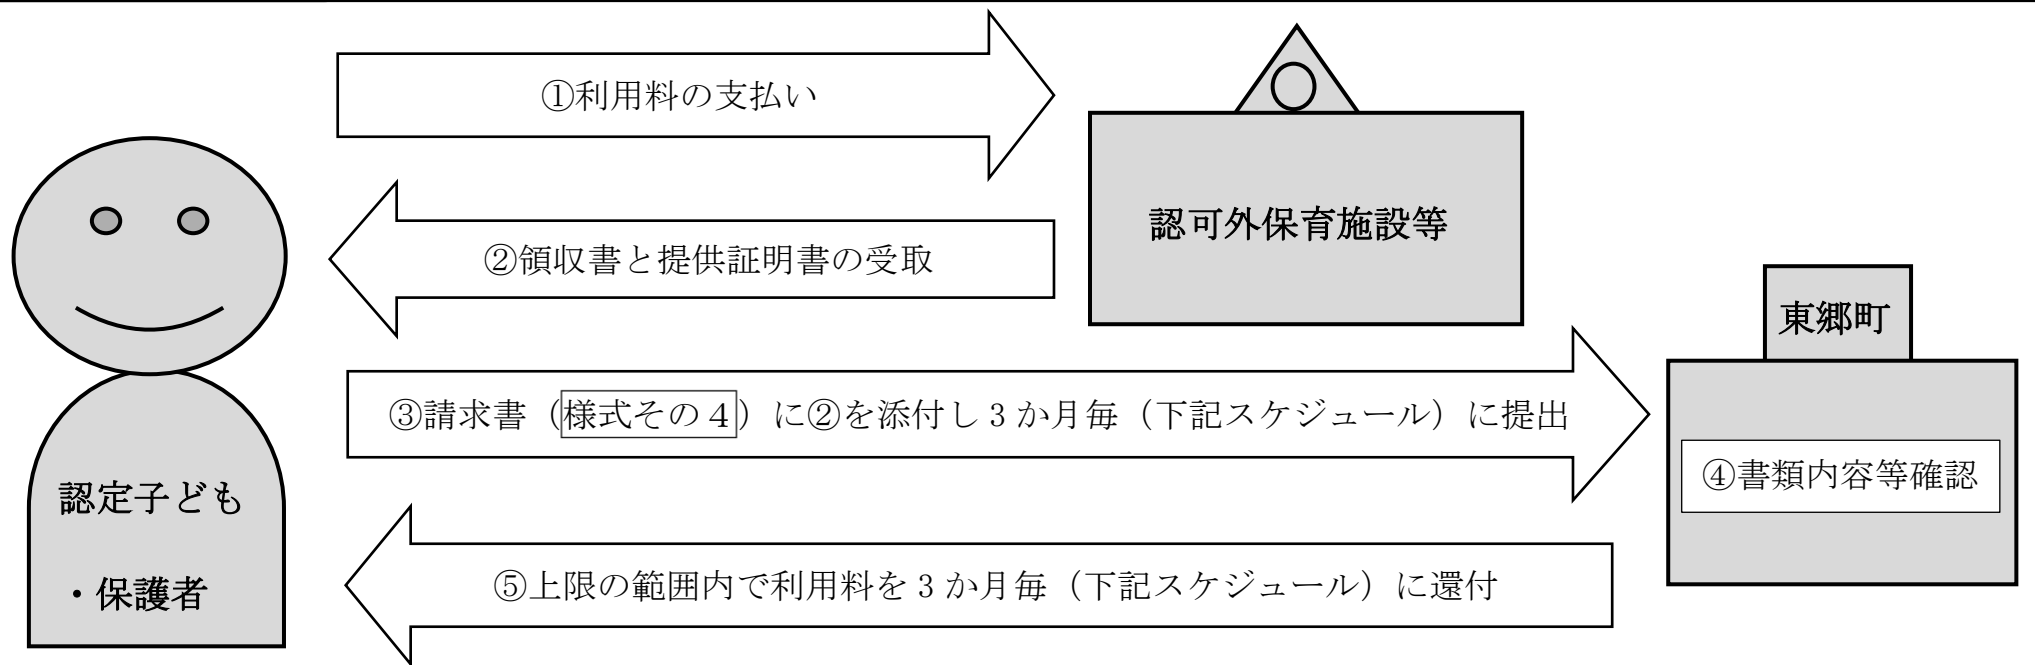 ①利用料の支払い
認可外保育施設等
②領収書と提供証明書の受取
東郷町
③請求書（様式その４）に②を添付し３か月毎（下記スケジュール）に提出
④書類内容等確認
認定子ども
・保護者
⑤上限の範囲内で利用料を３か月毎（下記スケジュール）に還付